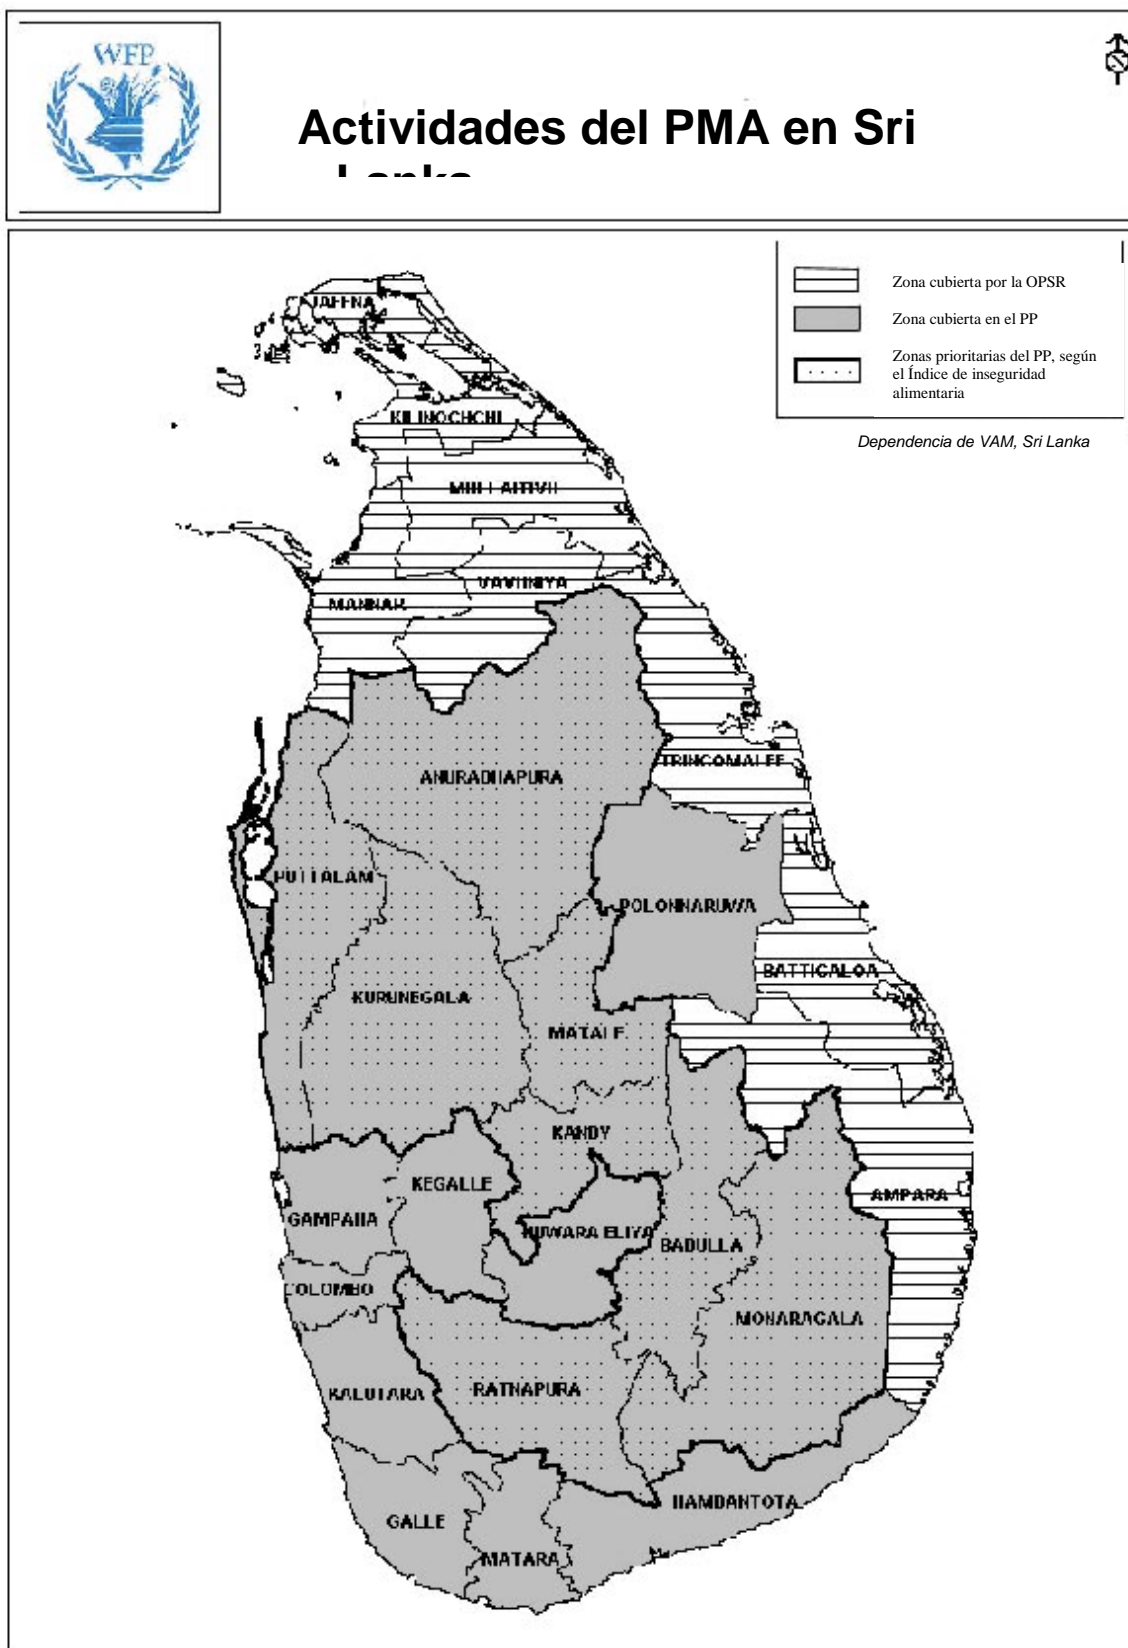 WFP
Actividades del PMA en Sri
Lanka
Zona cubierta por la OPSR
Zona cubierta en el PP
Zonas prioritarias del PP, según
el Índice de inseguridad
alimentaria
Dependencia de VAM, Sri Lanka
JAFFNA
KILINOCHCHI
MULLAITIVU
VAVUNIYA
MANNAR
TRINCOMALEE
ANURADHAPURA
PUTTALAM
POLONNARUWA
BATTICALOA
KURUNEGALA
MATALE
KANDY
KEGALLE
AMPARA
GAMPAHA
NUWARA ELIYA
BADULLA
COLOMBO
MONARAGALA
RATNAPURA
KALUTARA
HAMBANTOTA
GALLE
MATARA